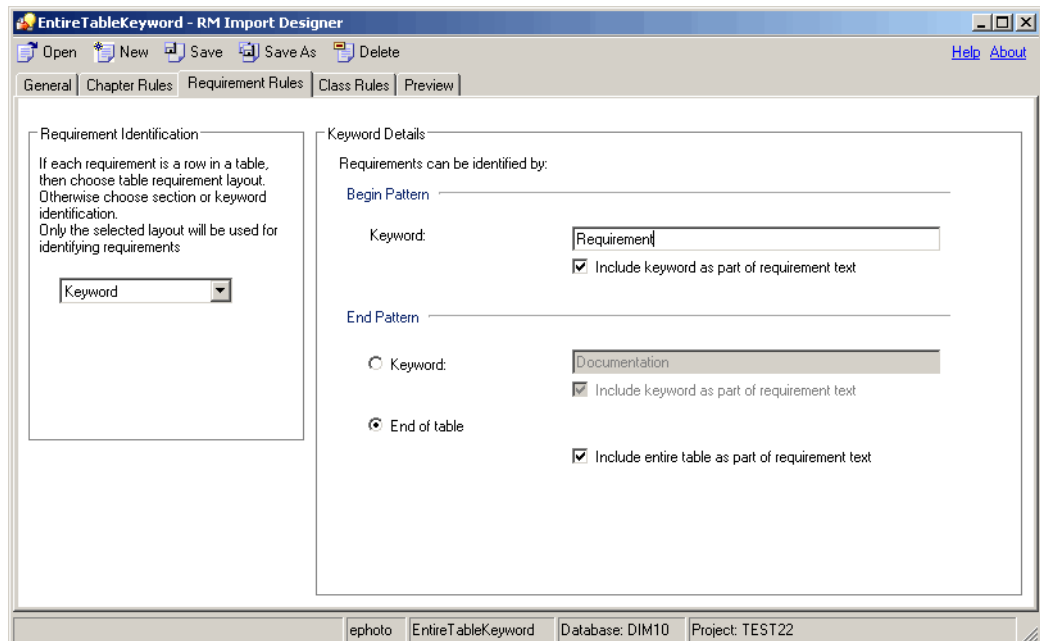 EntireTableKeyword - RM Import Designer
Open New Save Save As Delete Help About
General Chapter Rules Requirement Rules Class Rules Preview
Requirement Identification
If each requirement is a row in a table,
then choose table requirement layout.
Otherwise choose section or keyword
identification.
Only the selected layout will be used for
identifying requirements
Keyword
Keyword Details
Requirements can be identified by:
Begin Pattern
Keyword: Requirement
Include keyword as part of requirement text
End Pattern
Keyword: Documentation
Include keyword as part of requirement text
End of table
Include entire table as part of requirement text
ephoto EntireTableKeyword Database: DIM10 Project: TEST22